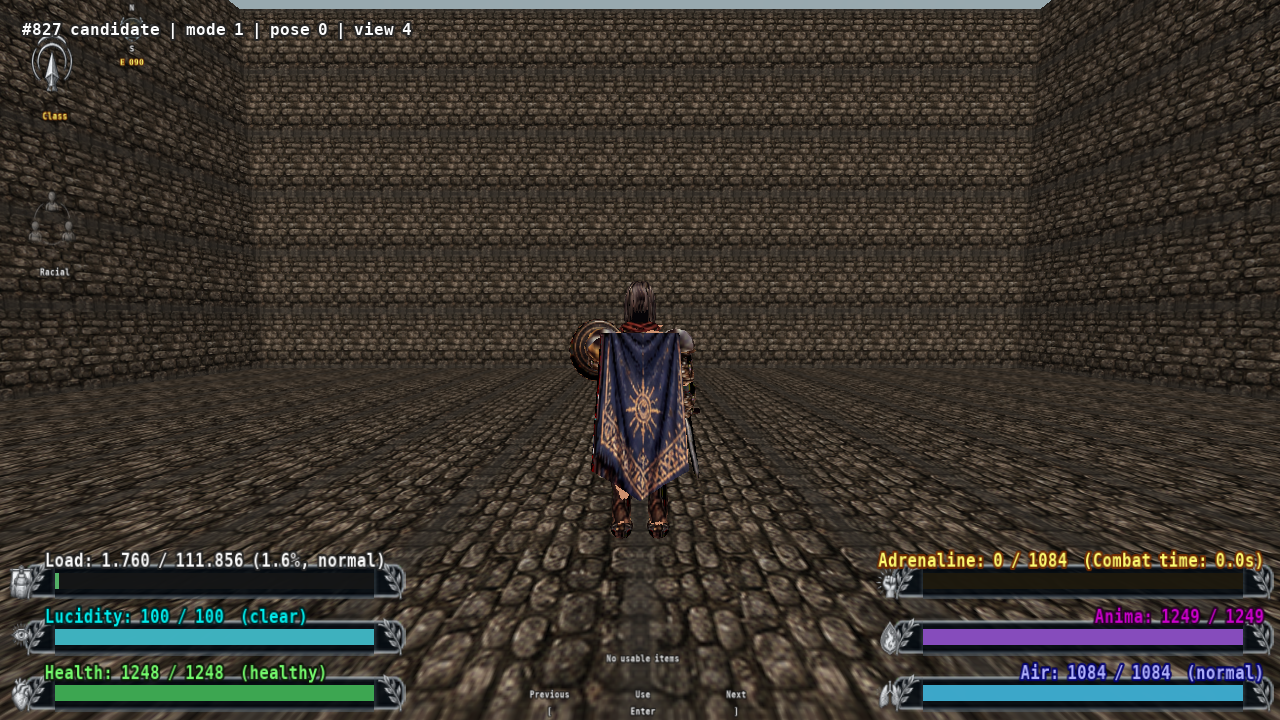 N
#827 candidate | mode 1 | pose 0 | view 4
S
E 090
Class
Racial
Load: 1.760 / 111.856 (1.6%, normal)
Adrenaline: 0 / 1084 (Combat time: 0.0s)
Lucidity: 100 / 100 (clear)
Anima: 1249 / 1249
No usable items
Health: 1248 / 1248 (healthy)
Air: 1084 / 1084 (normal)
Previous Use Next
[ Enter ]